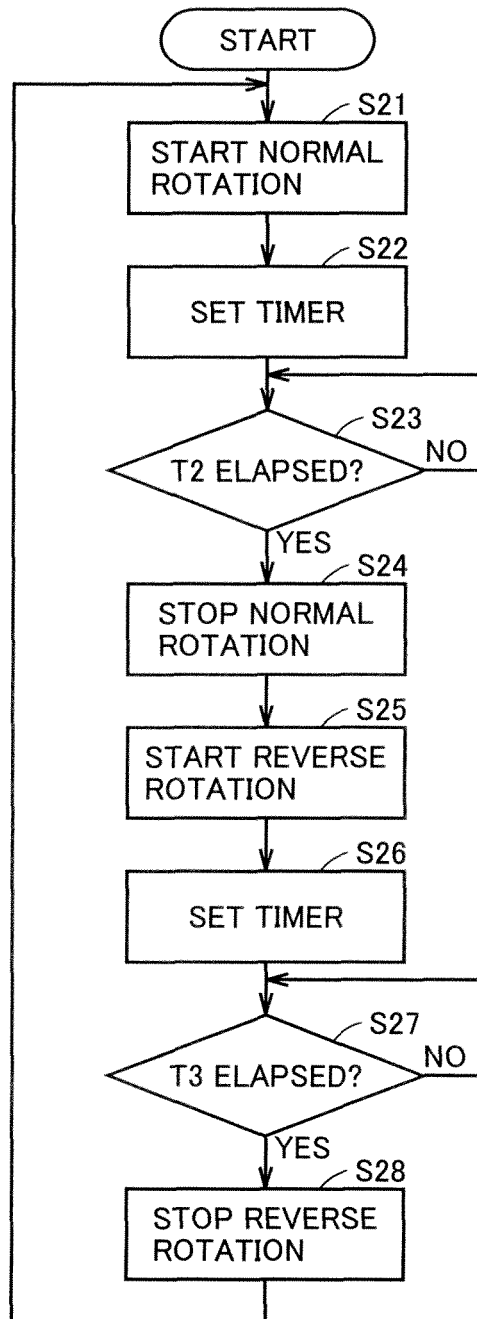 START
S21
START NORMAL
ROTATION
S22
SET TIMER
S23
T2 ELAPSED?
NO
YES
S24
STOP NORMAL
ROTATION
S25
START REVERSE
ROTATION
S26
SET TIMER
S27
T3 ELAPSED?
NO
YES
S28
STOP REVERSE
ROTATION